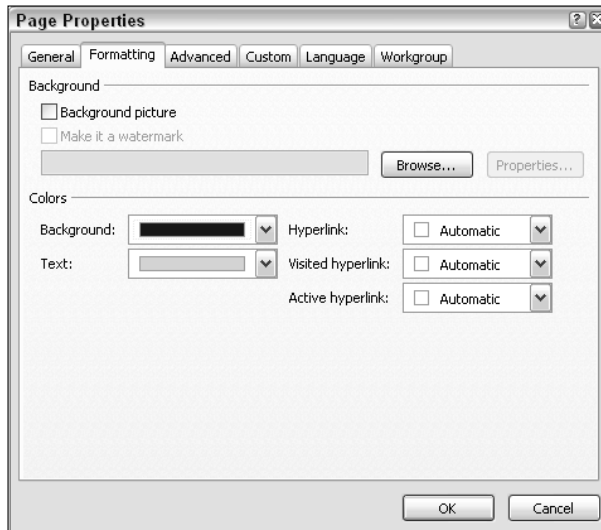 Page Properties
General Formatting Advanced Custom Language Workgroup
Background
Background picture
Make it a watermark
Browse... Properties...
Colors
Background: Hyperlink: Automatic
Text: Visited hyperlink: Automatic
Active hyperlink: Automatic
OK Cancel